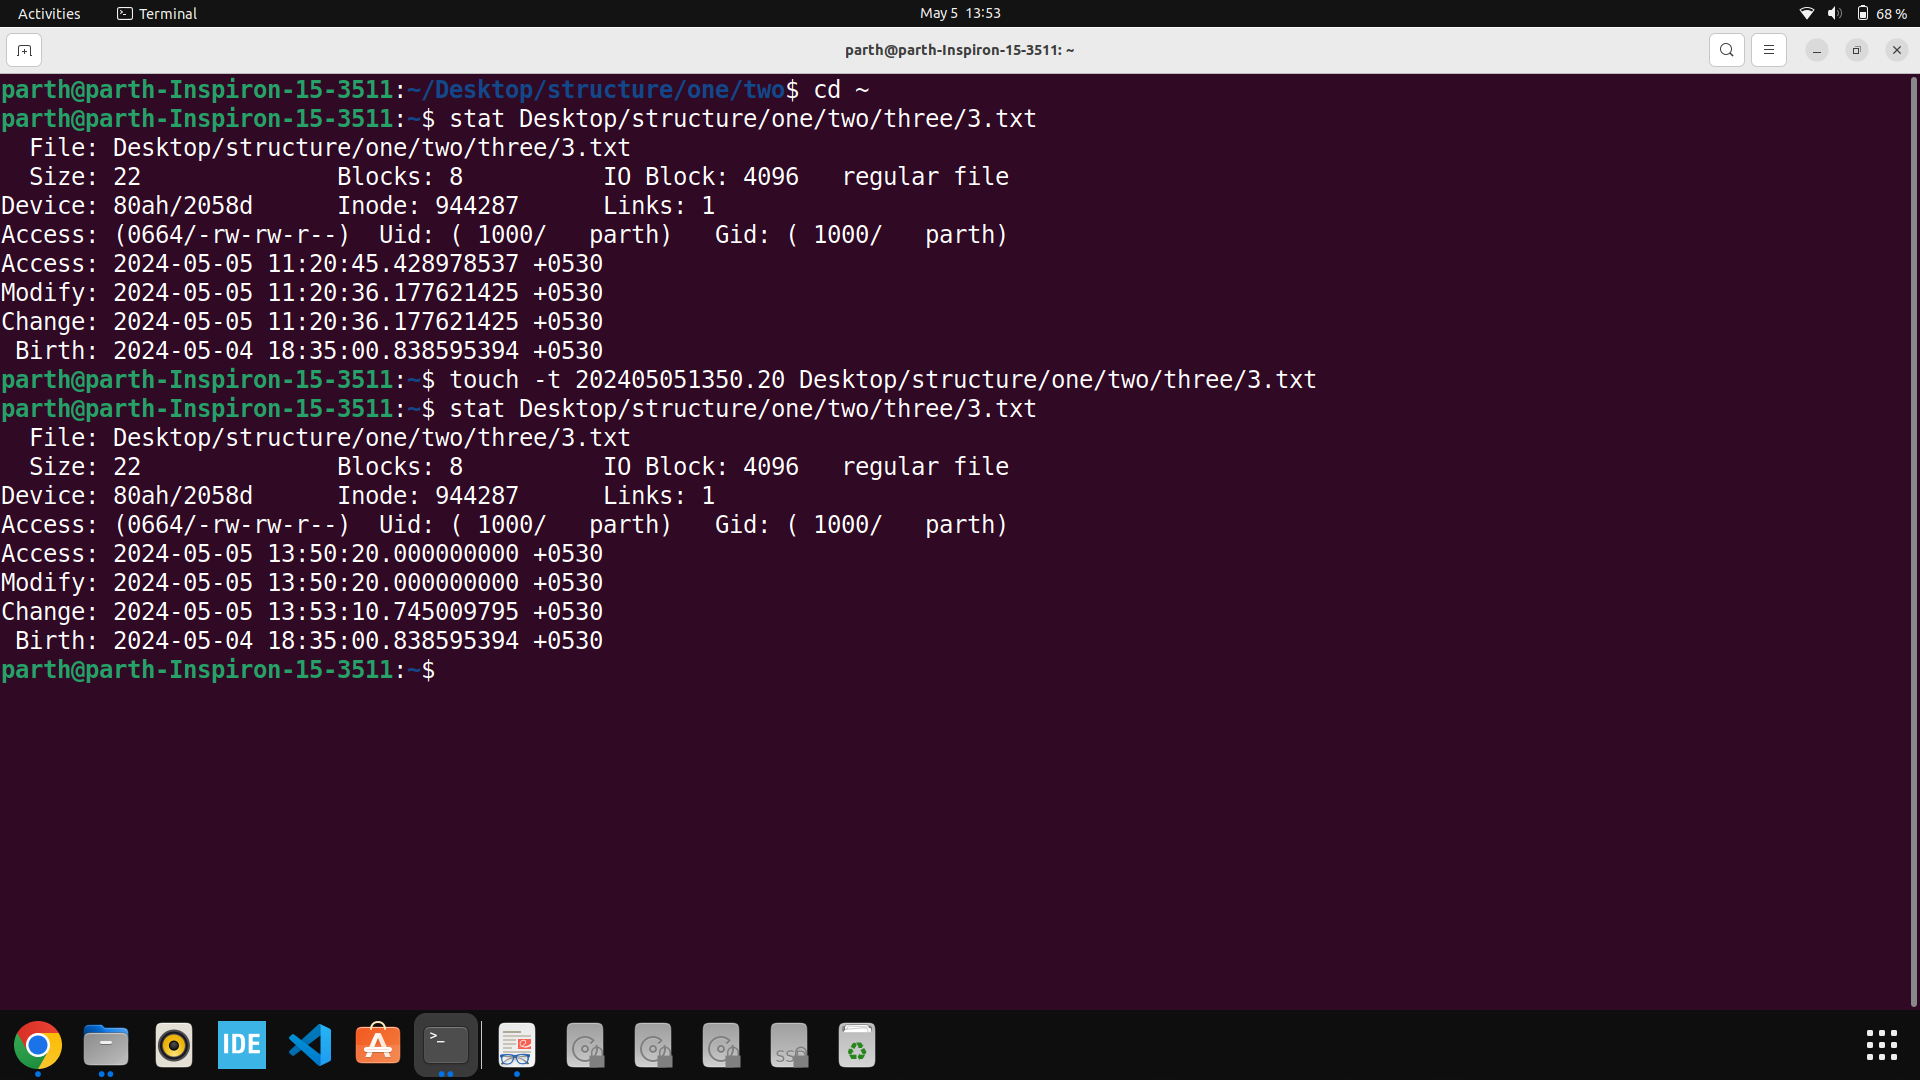 Activities Terminal May 5 13:53 68 %
parth@parth-Inspiron-15-3511: ~
parth@parth-Inspiron-15-3511:~/Desktop/structure/one/two$ cd ~
parth@parth-Inspiron-15-3511:~$ stat Desktop/structure/one/two/three/3.txt
  File: Desktop/structure/one/two/three/3.txt
  Size: 22              Blocks: 8          IO Block: 4096   regular file
Device: 80ah/2058d      Inode: 944287      Links: 1
Access: (0664/-rw-rw-r--)  Uid: ( 1000/   parth)   Gid: ( 1000/   parth)
Access: 2024-05-05 11:20:45.428978537 +0530
Modify: 2024-05-05 11:20:36.177621425 +0530
Change: 2024-05-05 11:20:36.177621425 +0530
 Birth: 2024-05-04 18:35:00.838595394 +0530
parth@parth-Inspiron-15-3511:~$ touch -t 202405051350.20 Desktop/structure/one/two/three/3.txt
parth@parth-Inspiron-15-3511:~$ stat Desktop/structure/one/two/three/3.txt
  File: Desktop/structure/one/two/three/3.txt
  Size: 22              Blocks: 8          IO Block: 4096   regular file
Device: 80ah/2058d      Inode: 944287      Links: 1
Access: (0664/-rw-rw-r--)  Uid: ( 1000/   parth)   Gid: ( 1000/   parth)
Access: 2024-05-05 13:50:20.000000000 +0530
Modify: 2024-05-05 13:50:20.000000000 +0530
Change: 2024-05-05 13:53:10.745009795 +0530
 Birth: 2024-05-04 18:35:00.838595394 +0530
parth@parth-Inspiron-15-3511:~$
IDE >_